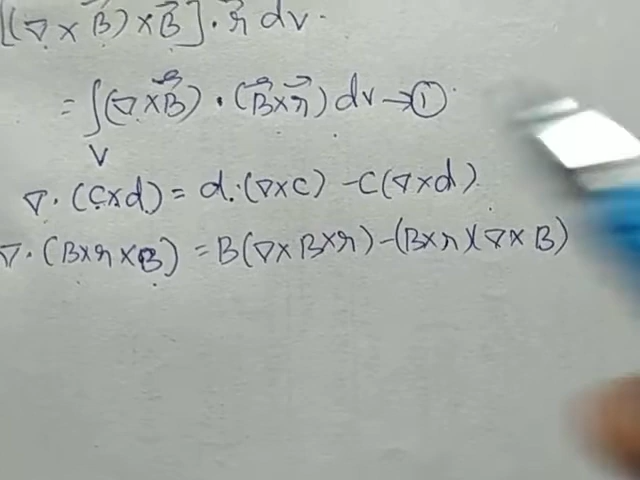 [(∇ × B⃗) × B⃗] · r⃗ dv.
= ∫(∇ × B⃗) · (B⃗ × r⃗) dv → ①
V
∇ · (c×d) = d · (∇×c) − c(∇×d)
∇ · (B×r×B) = B(∇×B×r) − (B×r)(∇×B)